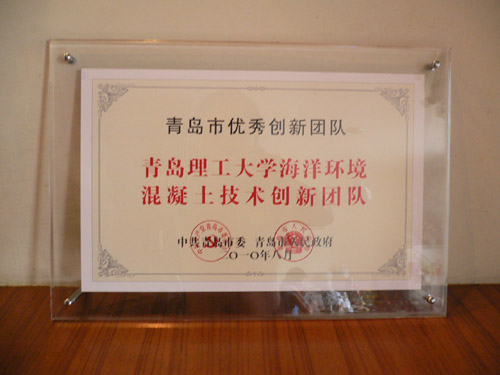 青岛市优秀创新团队
青岛理工大学海洋环境
混凝土技术创新团队
中共青岛市委 青岛市人民政府
二〇一〇年八月